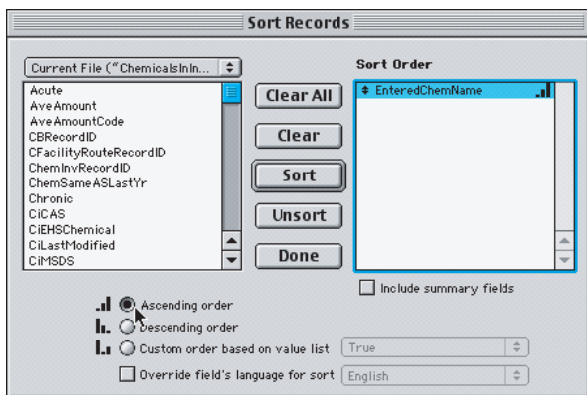 Sort Records
Current File ("ChemicalsInIn...
Sort Order
Acute
AveAmount
AveAmountCode
CBRecordID
CFacilityRouteRecordID
ChemInvRecordID
ChemSameASLastYr
Chronic
CiCAS
CiEHSChemical
CiLastModified
CiMSDS
Clear All
Clear
Sort
Unsort
Done
EnteredChemName
Include summary fields
Ascending order
Descending order
Custom order based on value list True
Override field's language for sort English